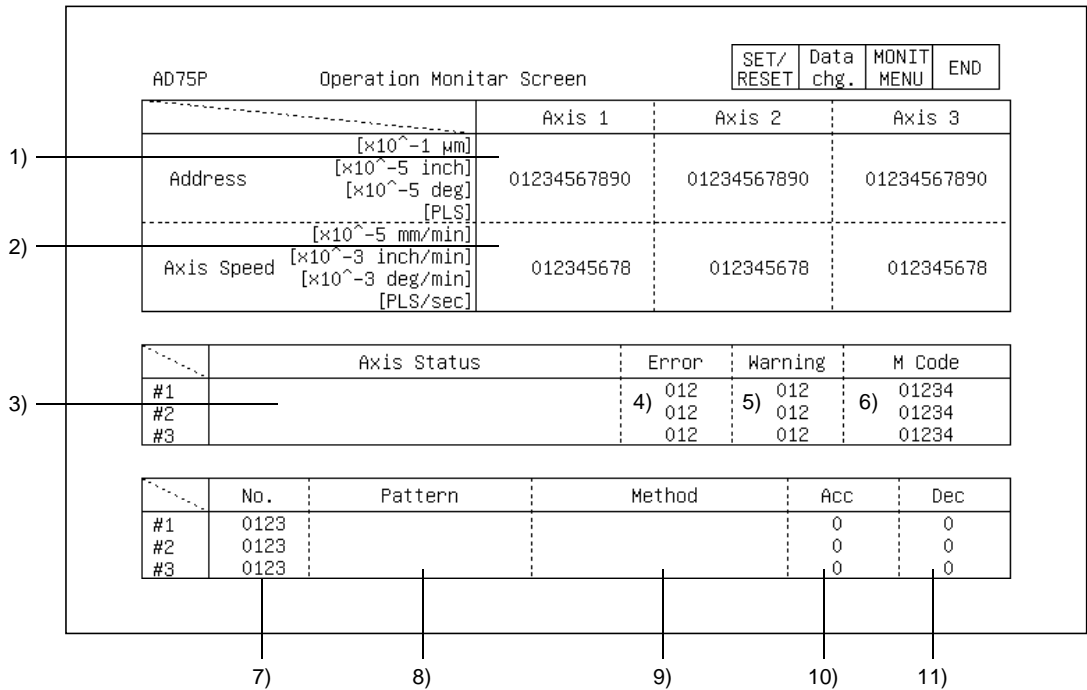 AD75P Operation Monitar Screen SET/ RESET Data chg. MONIT MENU END
Axis 1 Axis 2 Axis 3
1)
Address [×10^-1 μm]
[×10^-5 inch]
[×10^-5 deg]
[PLS]
01234567890 01234567890 01234567890
2)
Axis Speed [×10^-5 mm/min]
[×10^-3 inch/min]
[×10^-3 deg/min]
[PLS/sec]
012345678 012345678 012345678
Axis Status Error Warning M Code
3)
4) 5) 6)
#1 012 012 01234
#2 012 012 01234
#3 012 012 01234
No. Pattern Method Acc Dec
#1 0123 0 0
#2 0123 0 0
#3 0123 0 0
7) 8) 9) 10) 11)